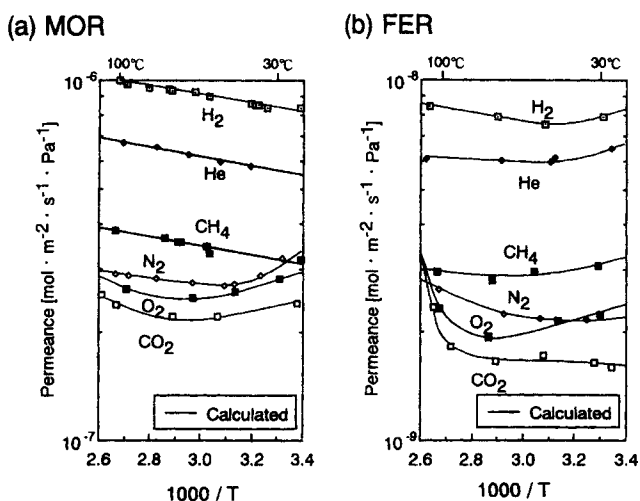 (a) MOR
(b) FER
100℃ 30℃
100℃ 30℃
10⁻⁶
10⁻⁸
H₂
H₂
He
He
CH₄
CH₄
N₂
N₂
O₂
O₂
CO₂
CO₂
Permeance [mol · m⁻² · s⁻¹ · Pa⁻¹]
Permeance [mol · m⁻² · s⁻¹ · Pa⁻¹]
Calculated
Calculated
10⁻⁷
10⁻⁹
2.6 2.8 3.0 3.2 3.4
2.6 2.8 3.0 3.2 3.4
1000 / T
1000 / T